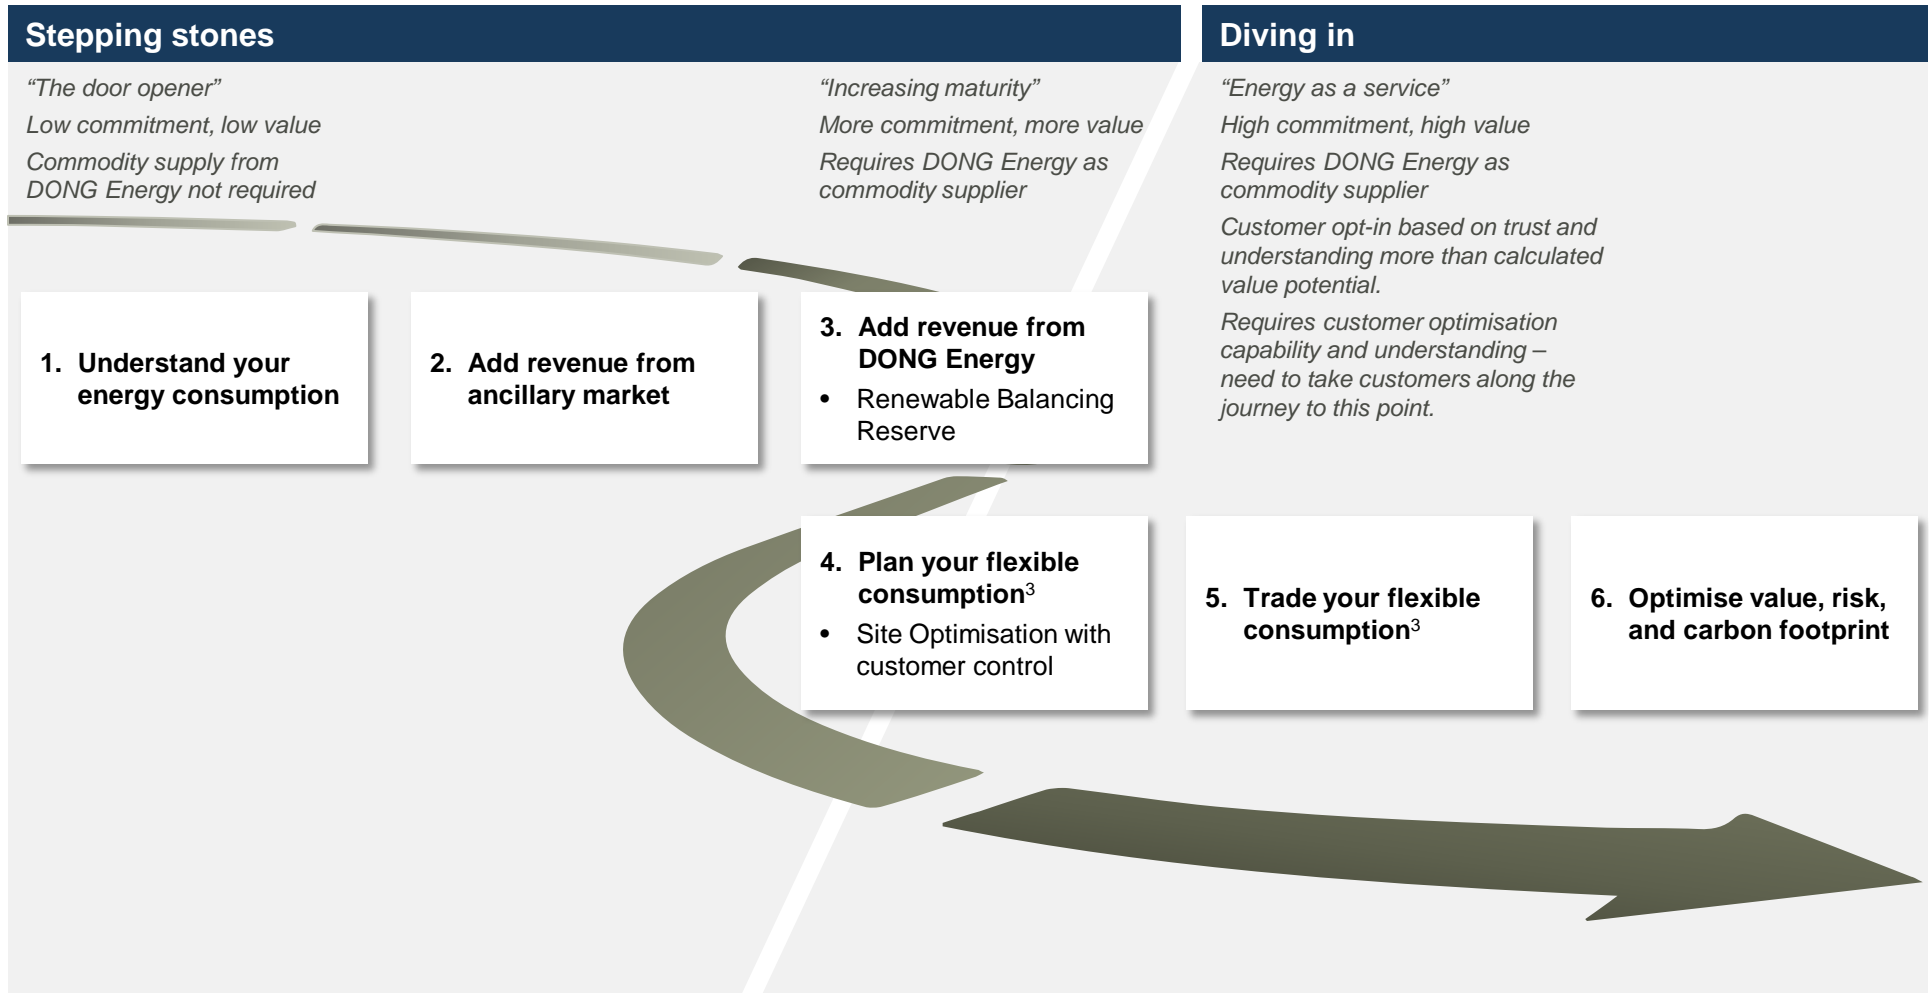 Stepping stones
“The door opener”
Low commitment, low value
Commodity supply from
DONG Energy not required
“Increasing maturity”
More commitment, more value
Requires DONG Energy as
commodity supplier
Diving in
“Energy as a service”
High commitment, high value
Requires DONG Energy as
commodity supplier
Customer opt-in based on trust and
understanding more than calculated
value potential.
Requires customer optimisation
capability and understanding –
need to take customers along the
journey to this point.
1. Understand your
energy consumption
2. Add revenue from
ancillary market
3. Add revenue from
DONG Energy
• Renewable Balancing
Reserve
4. Plan your flexible
consumption³
• Site Optimisation with
customer control
5. Trade your flexible
consumption³
6. Optimise value, risk,
and carbon footprint